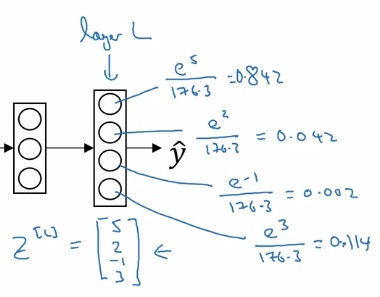 layer L
e^5 / 176.3 = 0.842
e^2 / 176.3 = 0.042
ŷ
e^-1 / 176.3 = 0.002
e^3 / 176.3 = 0.114
z^[L] = [5 2 -1 3] ←